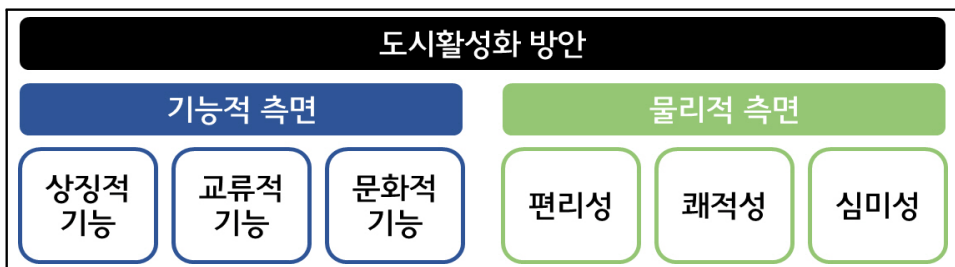 도시활성화 방안
기능적 측면
물리적 측면
상징적
기능
교류적
기능
문화적
기능
편리성
쾌적성
심미성